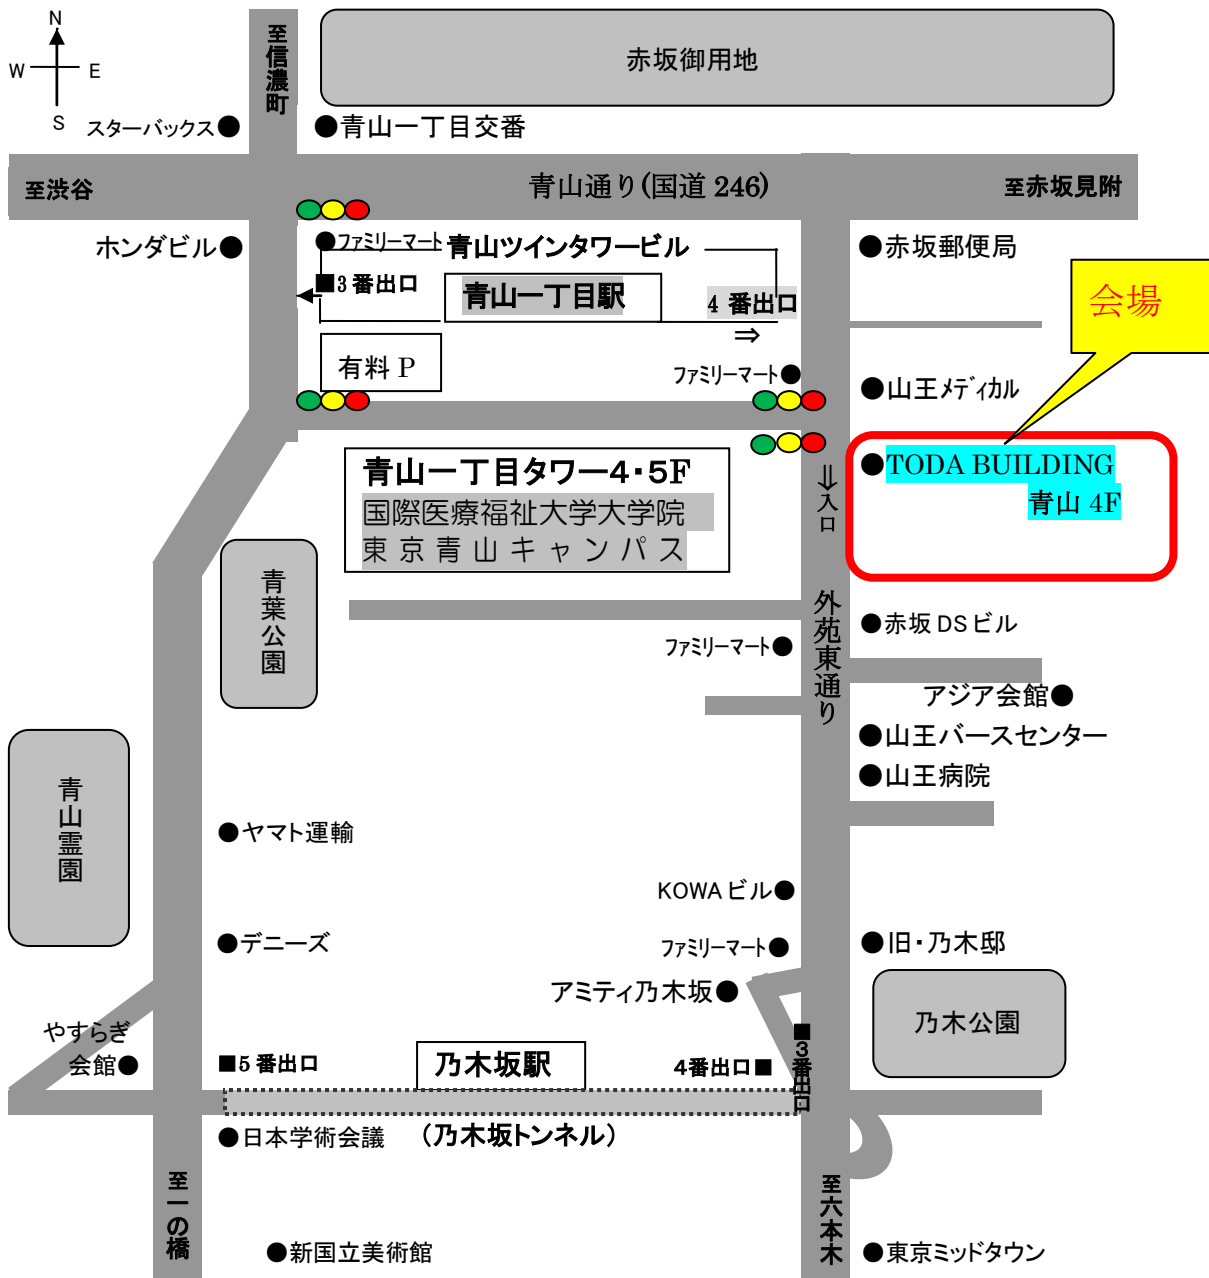 N
W E
S
至信濃町
赤坂御用地
スターバックス●
●青山一丁目交番
至渋谷
青山通り(国道 246)
至赤坂見附
ホンダビル●
●ファミリーマート
青山ツインタワービル
●赤坂郵便局
■3 番出口
青山一丁目駅
4 番出口
⇒
会場
有料 P
ファミリーマート●
●山王メディカル
青山一丁目タワー4・5F
国際医療福祉大学大学院
東京青山キャンパス
⇓入口
●TODA BUILDING
青山 4F
青葉公園
外苑東通り
●赤坂 DS ビル
ファミリーマート●
アジア会館●
●山王バースセンター
●山王病院
青山霊園
●ヤマト運輸
KOWA ビル●
●デニーズ
ファミリーマート●
●旧・乃木邸
アミティ乃木坂●
乃木公園
やすらぎ
会館●
■5 番出口
乃木坂駅
4番出口■
■3番出口
●日本学術会議
（乃木坂トンネル）
至一の橋
至六本木
●新国立美術館
●東京ミッドタウン